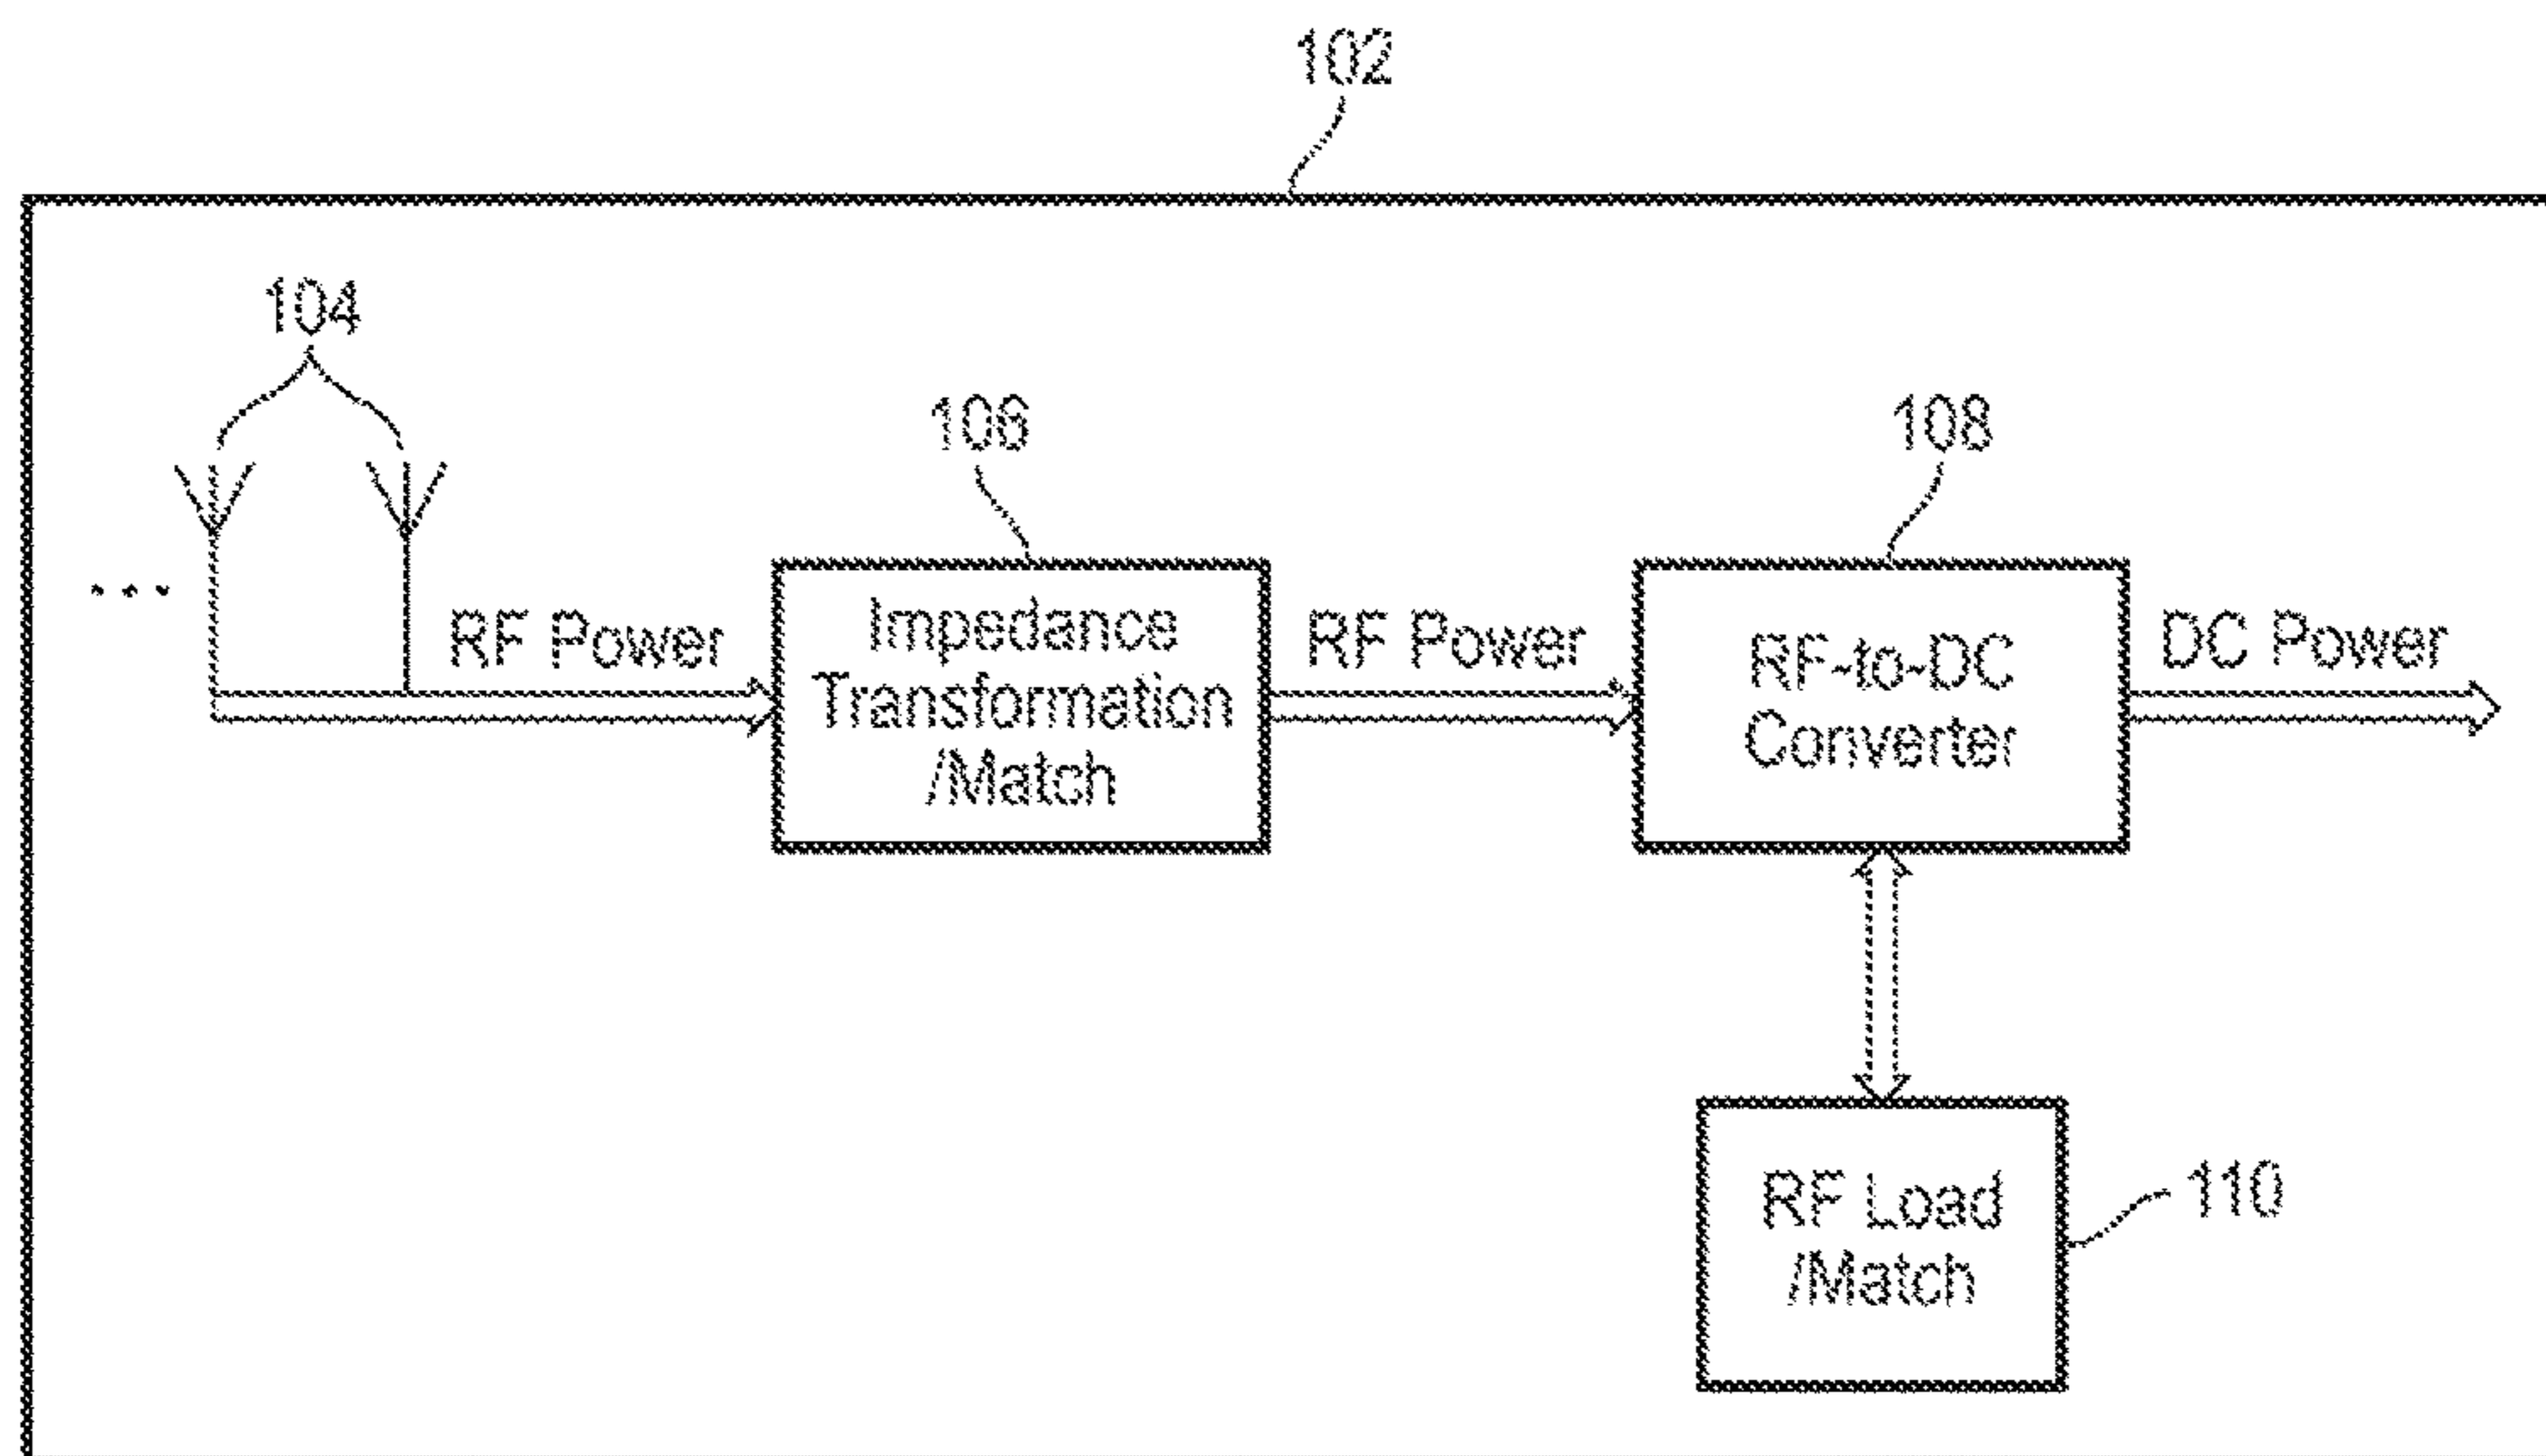 102
104
106
108
RF Power
Impedance
Transformation
/Match
RF Power
RF-to-DC
Converter
DC Power
...
RF Load
/Match
110